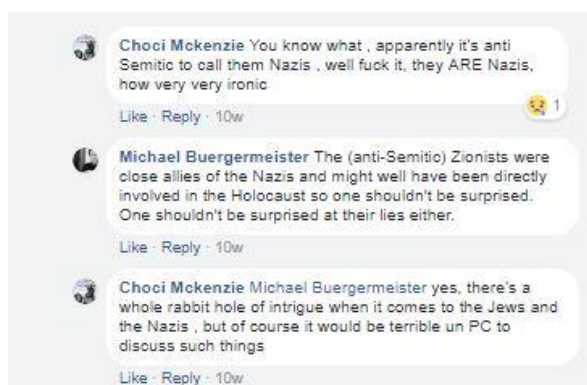 Choci Mckenzie You know what , apparently it's anti
Semitic to call them Nazis , well fuck it, they ARE Nazis,
how very very ironic
1
Like · Reply · 10w
Michael Buergermeister The (anti-Semitic) Zionists were
close allies of the Nazis and might well have been directly
involved in the Holocaust so one shouldn't be surprised.
One shouldn't be surprised at their lies either.
Like · Reply · 10w
Choci Mckenzie Michael Buergermeister yes, there's a
whole rabbit hole of intrigue when it comes to the Jews and
the Nazis , but of course it would be terrible un PC to
discuss such things
Like · Reply · 10w